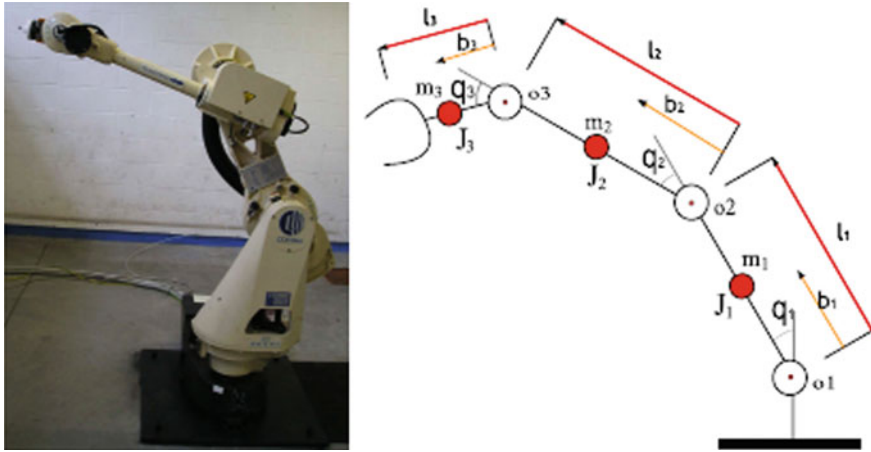 l₃
b₃
l₂
m₃
q₃
o3
b₂
J₃
m₂
q₂
J₂
l₁
o2
m₁
b₁
J₁
q₁
o1